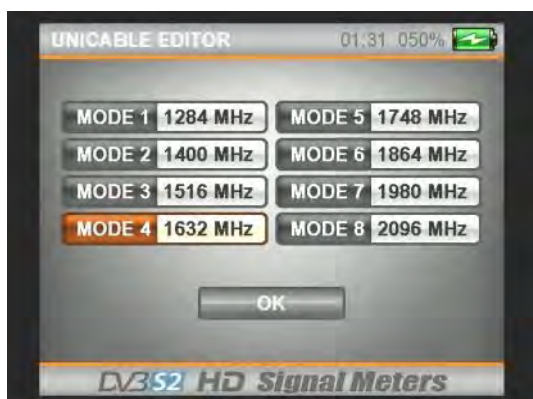 UNICABLE EDITOR 01:31 050%
MODE 1 1284 MHz MODE 5 1748 MHz
MODE 2 1400 MHz MODE 6 1864 MHz
MODE 3 1516 MHz MODE 7 1980 MHz
MODE 4 1632 MHz MODE 8 2096 MHz
OK
DVBS2 HD Signal Meters